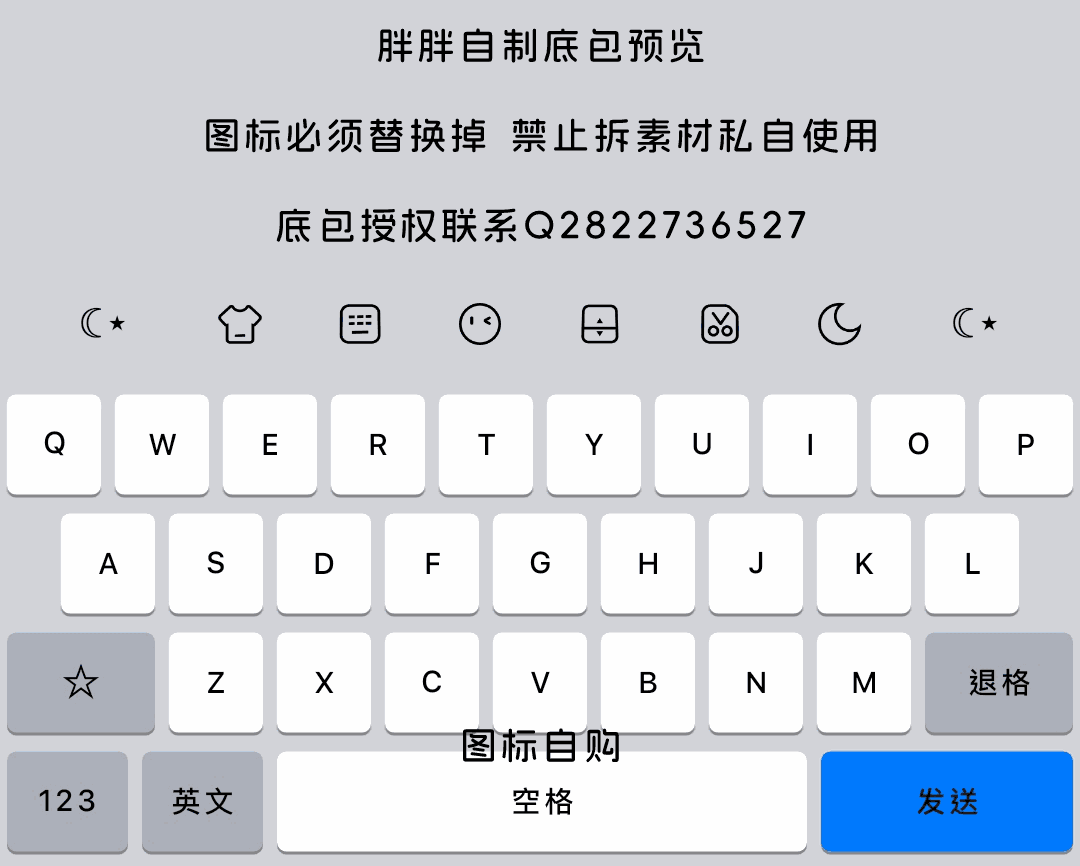 胖胖自制底包预览
图标必须替换掉 禁止拆素材私自使用
底包授权联系Q2822736527
Q W E R T Y U I O P
A S D F G H J K L
Z X C V B N M 退格
图标自购
123 英文 空格 发送